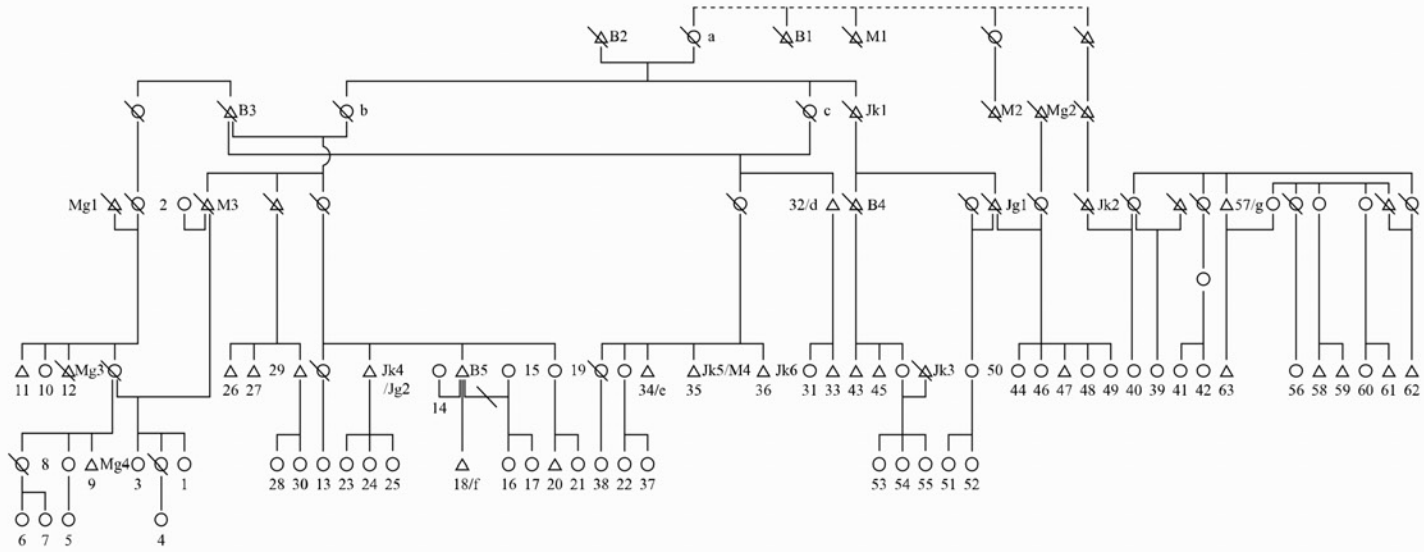 B2 a B1 M1
B3 b c Jk1 M2 Mg2
Mg1 2 M3 32/d B4 Jg1 Jk2 57/g
Mg3 29 Jk4 B5 15 19 Jk5/M4 Jk6 Jk3 50
11 10 12 26 27 /Jg2 34/e 35 36 31 33 43 45 44 46 47 48 49 40 39 41 42 63 56 58 59 60 61 62
14
8 Mg4
9 3 1 28 30 13 23 24 25 18/f 16 17 20 21 38 22 37 53 54 55 51 52
6 7 5 4